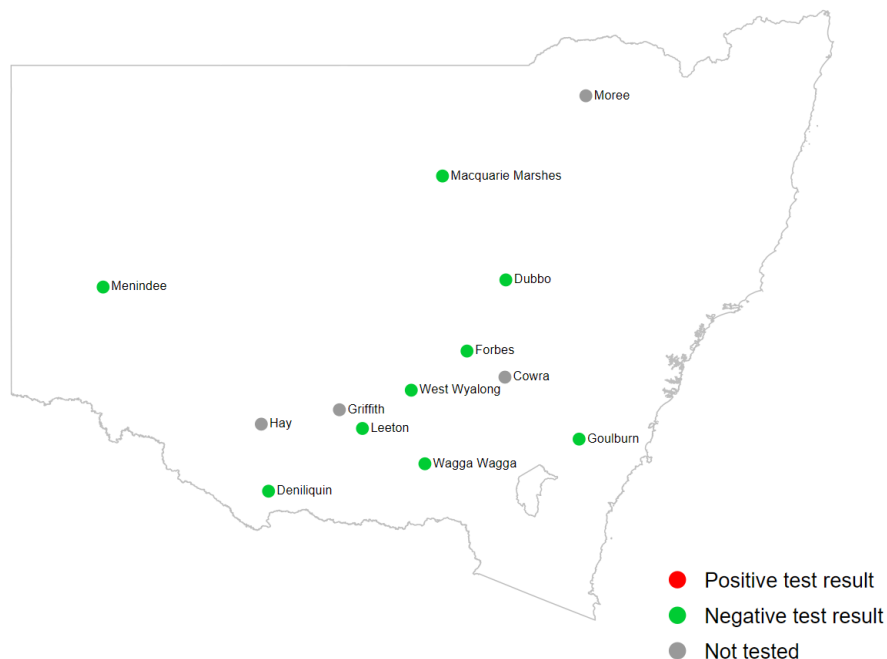 Moree
Macquarie Marshes
Dubbo
Menindee
Forbes
Cowra
West Wyalong
Griffith
Hay
Leeton
Goulburn
Wagga Wagga
Deniliquin
Positive test result
Negative test result
Not tested